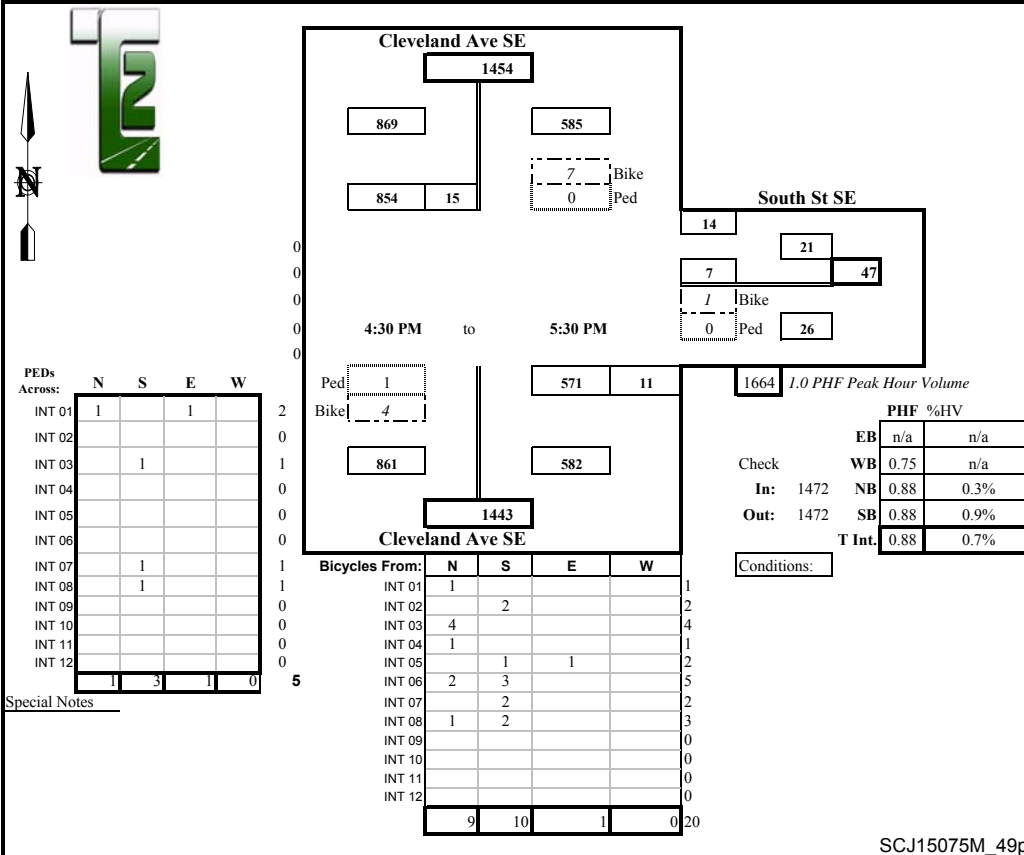 T2
N
Cleveland Ave SE
1454
869 585
7 Bike
854 15 0 Ped
South St SE
14
0 21
0 7 47
0 1 Bike
0 4:30 PM to 5:30 PM 0 Ped 26
0
Ped 1 571 11 1664 1.0 PHF Peak Hour Volume
Bike 4
861 582
1443
Cleveland Ave SE
PHF %HV
EB n/a n/a
Check WB 0.75 n/a
In: 1472 NB 0.88 0.3%
Out: 1472 SB 0.88 0.9%
T Int. 0.88 0.7%
Conditions:
PEDs Across: N S E W
INT 01 1 1 2
INT 02 0
INT 03 1 1
INT 04 0
INT 05 0
INT 06 0
INT 07 1 1
INT 08 1 1
INT 09 0
INT 10 0
INT 11 0
INT 12 0
1 3 1 0 5
Special Notes
Bicycles From: N S E W
INT 01 1 1
INT 02 2 2
INT 03 4 4
INT 04 1 1
INT 05 1 1 2
INT 06 2 3 5
INT 07 2 2
INT 08 1 2 3
INT 09 0
INT 10 0
INT 11 0
INT 12 0
9 10 1 0 20
SCJ15075M_49p